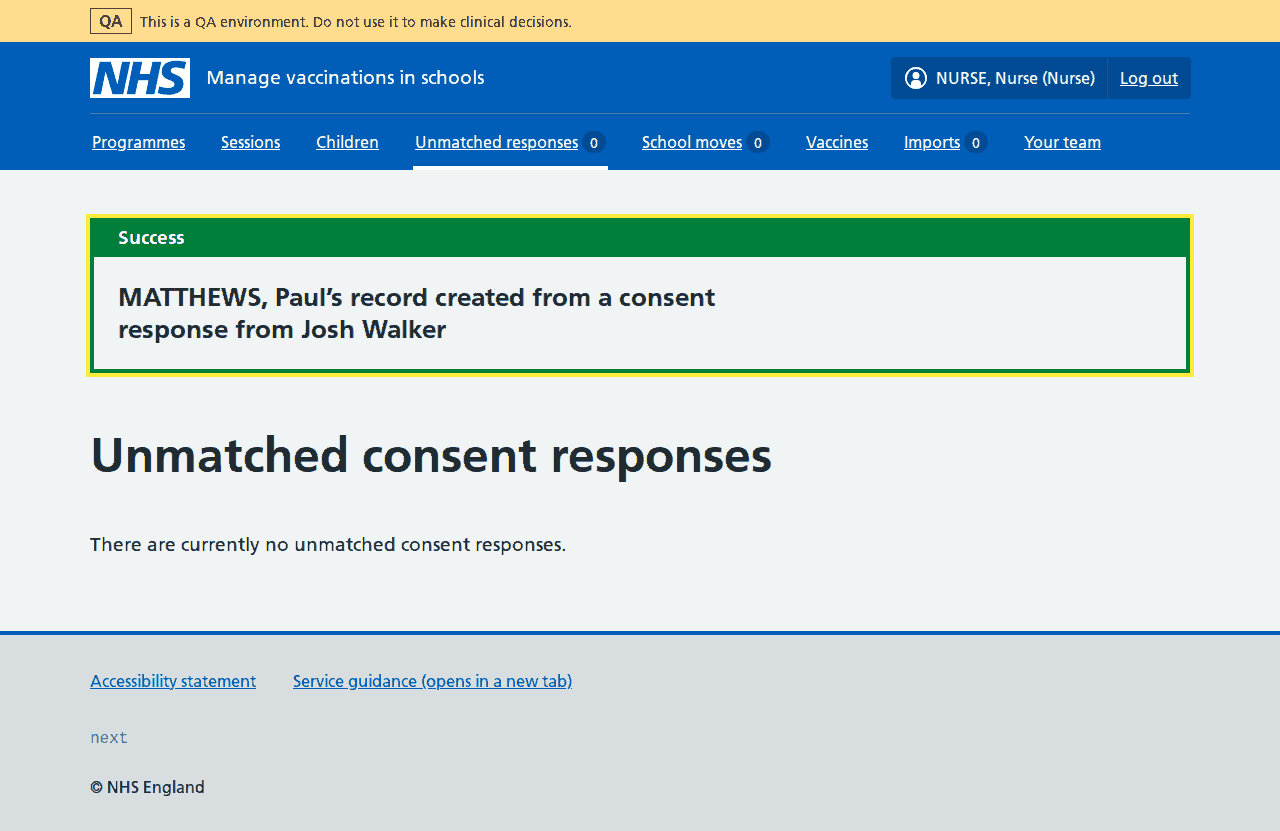 QA This is a QA environment. Do not use it to make clinical decisions.
NHS Manage vaccinations in schools NURSE, Nurse (Nurse) Log out
Programmes Sessions Children Unmatched responses 0 School moves 0 Vaccines Imports 0 Your team
Success
MATTHEWS, Paul’s record created from a consent
response from Josh Walker
Unmatched consent responses
There are currently no unmatched consent responses.
Accessibility statement Service guidance (opens in a new tab)
next
© NHS England